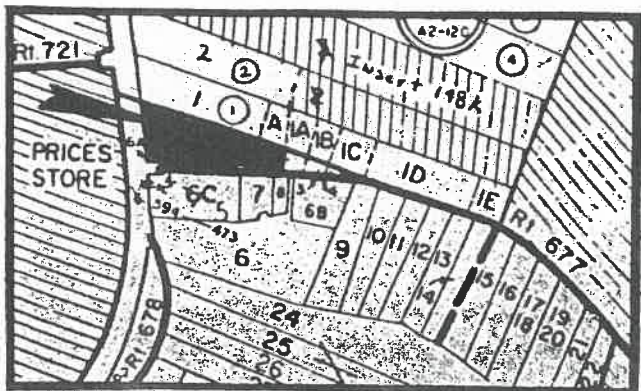 A2-12C
4
Rt. 721
2 2
Insert 148A
1 1 A 1A 1B 1C 1D 1E
PRICES
STORE
6C 7 8 6B
Rt. 677
473
6 9 10 11 12 13 14 15 16 17 18 19 20 21
24
25
26
Rt. 678